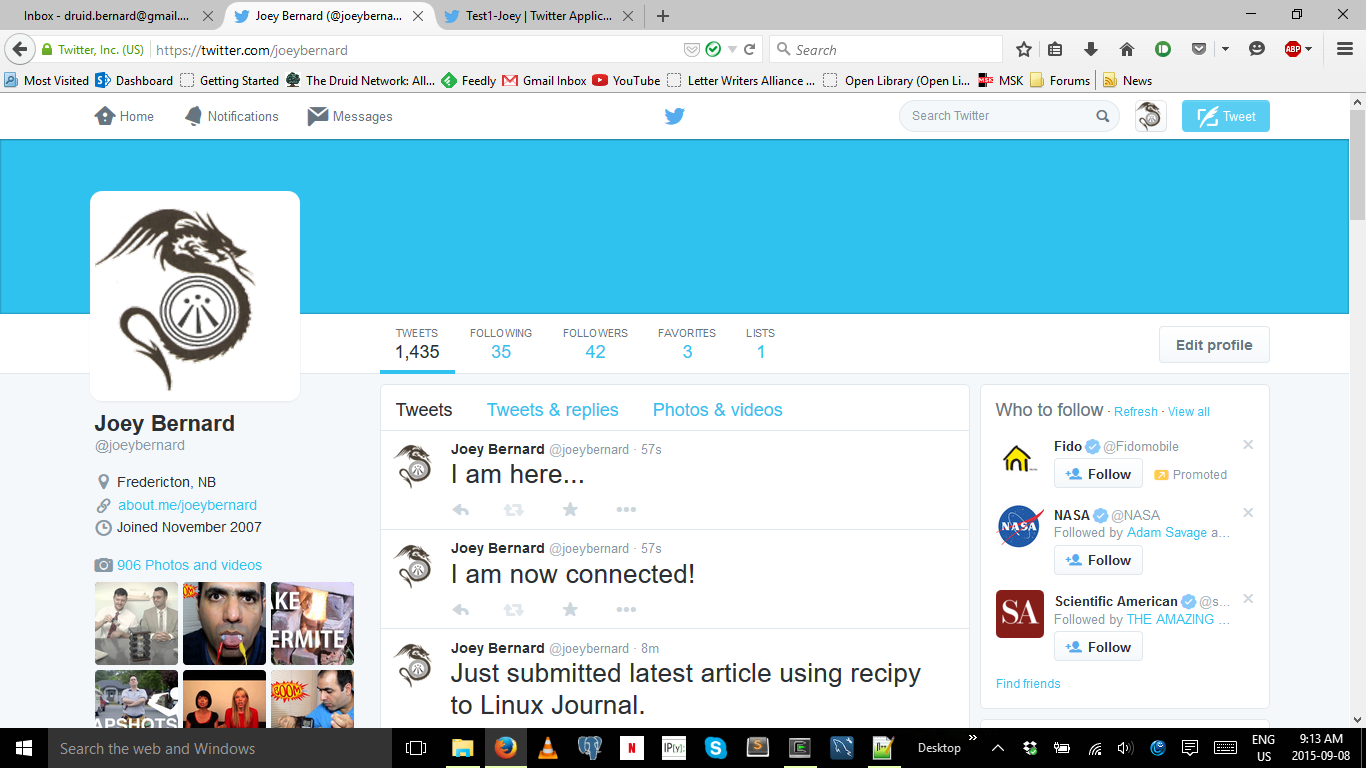 Inbox - druid.bernard@gmail....
Joey Bernard (@joeyberna...
Test1-Joey | Twitter Applic...
Twitter, Inc. (US)
https://twitter.com/joeybernard
Search
ABP
Most Visited
Dashboard
Getting Started
The Druid Network: All...
Feedly
Gmail Inbox
YouTube
Letter Writers Alliance ...
Open Library (Open Li...
MSK
MSK
Forums
News
Home
Notifications
Messages
Search Twitter
Tweet
TWEETS
1,435
FOLLOWING
35
FOLLOWERS
42
FAVORITES
3
LISTS
1
Edit profile
Joey Bernard
@joeybernard
Fredericton, NB
about.me/joeybernard
Joined November 2007
906 Photos and videos
AKE
ERMITE
APSHOTS
BOOM
Tweets
Tweets & replies
Photos & videos
Joey Bernard @joeybernard · 57s
I am here...
Joey Bernard @joeybernard · 57s
I am now connected!
Joey Bernard @joeybernard · 8m
Just submitted latest article using recipy
to Linux Journal.
Who to follow · Refresh · View all
Fido @Fidomobile
Follow
Promoted
NASA
NASA @NASA
Followed by Adam Savage a...
Follow
SA
Scientific American @s...
Followed by THE AMAZING ...
Follow
Find friends
Search the web and Windows
N
IP[y]:
Desktop
ENG
US
9:13 AM
2015-09-08